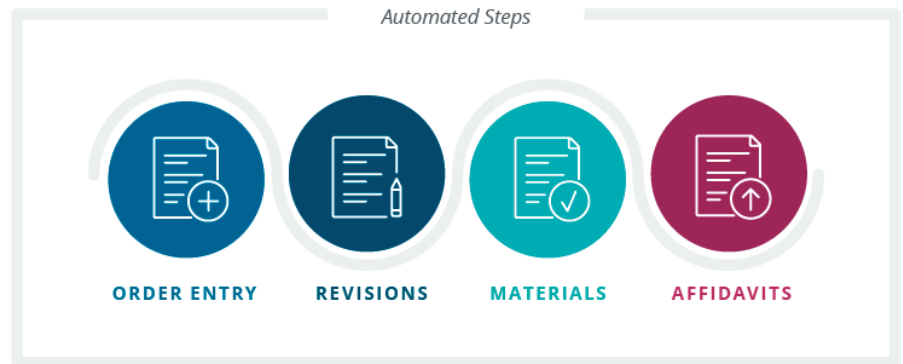 Automated Steps
ORDER ENTRY
REVISIONS
MATERIALS
AFFIDAVITS